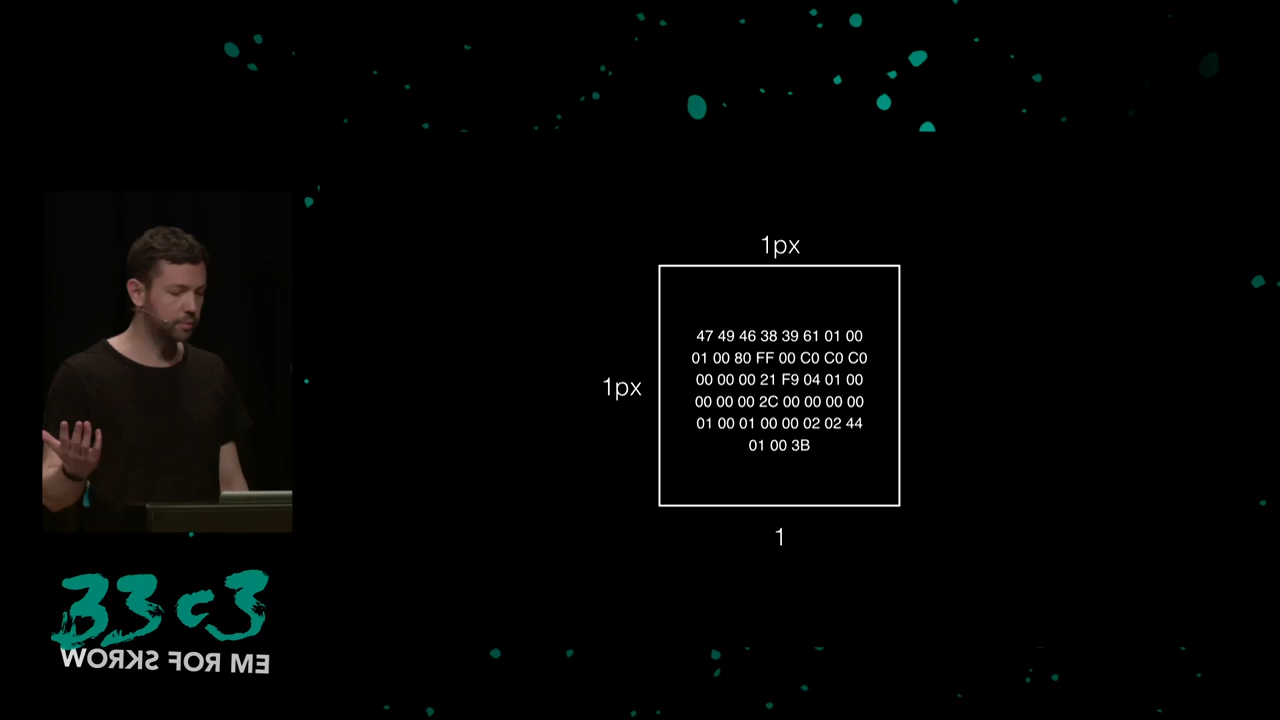 1px
1px
47 49 46 38 39 61 01 00
01 00 80 FF 00 C0 C0 C0
00 00 00 21 F9 04 01 00
00 00 00 2C 00 00 00 00
01 00 01 00 00 02 02 44
01 00 3B
1
33c3
WORKS FOR ME